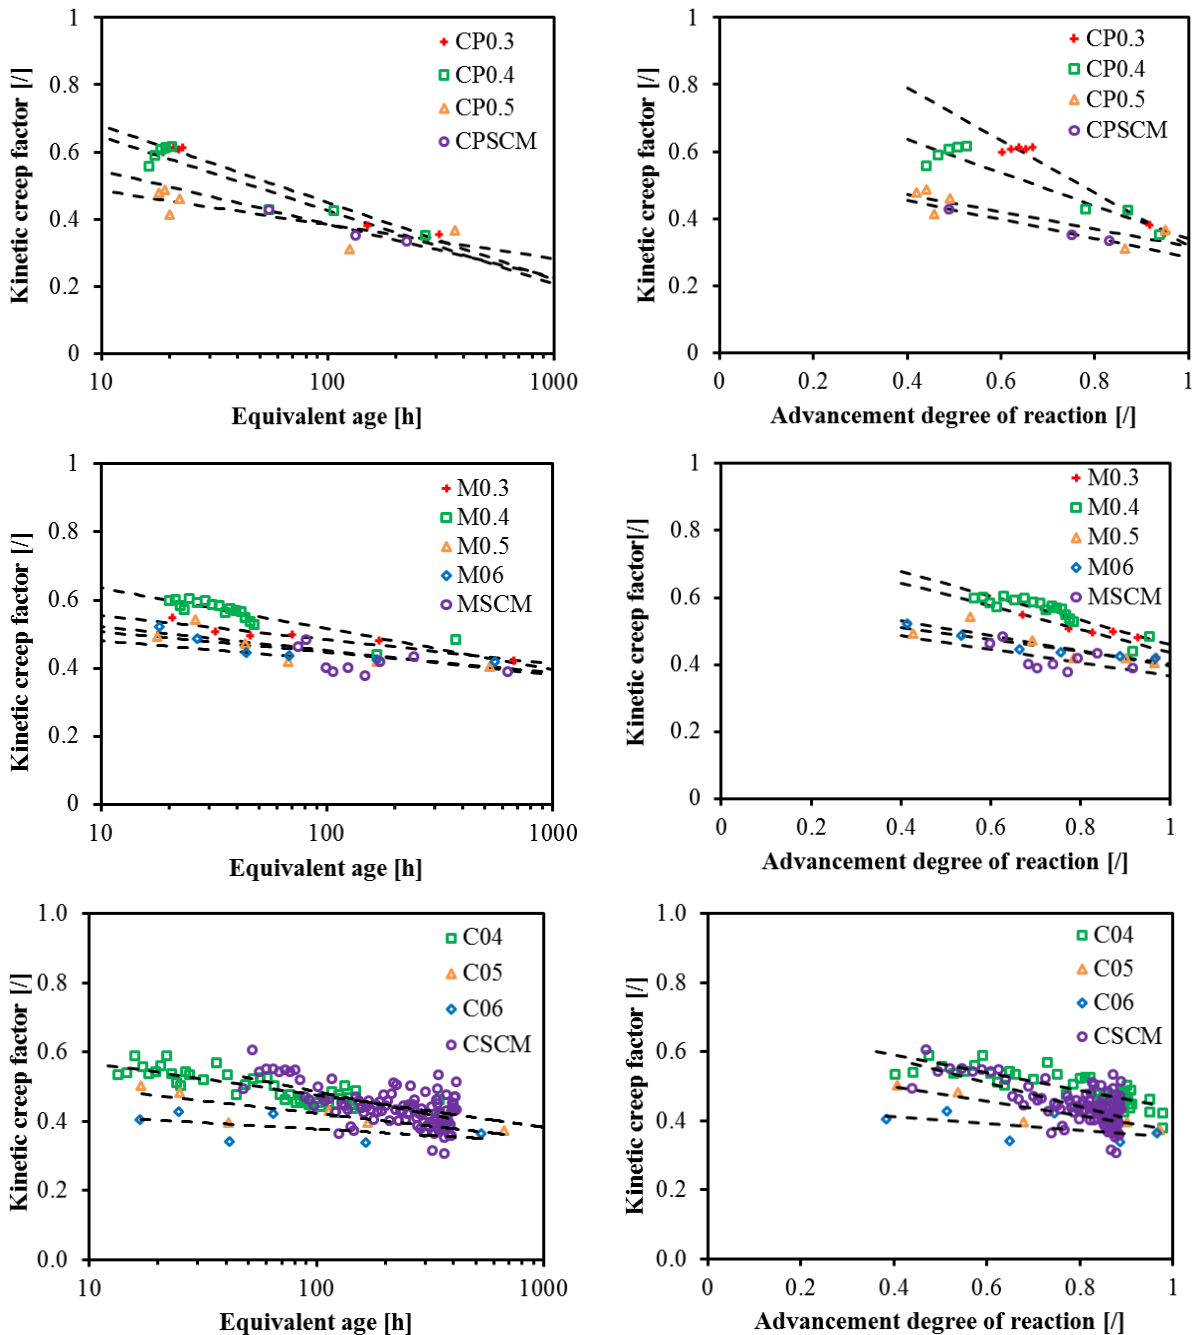 Kinetic creep factor [/]
1
0.8
0.6
0.4
0.2
0
10
100
1000
Equivalent age [h]
CP0.3
CP0.4
CP0.5
CPSCM
Kinetic creep factor [/]
1
0.8
0.6
0.4
0.2
0
0
0.2
0.4
0.6
0.8
1
Advancement degree of reaction [/]
CP0.3
CP0.4
CP0.5
CPSCM
Kinetic creep factor [/]
1
0.8
0.6
0.4
0.2
0
10
100
1000
Equivalent age [h]
M0.3
M0.4
M0.5
M06
MSCM
Kinetic creep factor[/]
1
0.8
0.6
0.4
0.2
0
0
0.2
0.4
0.6
0.8
1
Advancement degree of reaction [/]
M0.3
M0.4
M0.5
M06
MSCM
Kinetic creep factor [/]
1.0
0.8
0.6
0.4
0.2
0.0
10
100
1000
Equivalent age [h]
C04
C05
C06
CSCM
Kinetic creep factor [/]
1.0
0.8
0.6
0.4
0.2
0.0
0
0.2
0.4
0.6
0.8
1
Advancement degree of reaction [/]
C04
C05
C06
CSCM